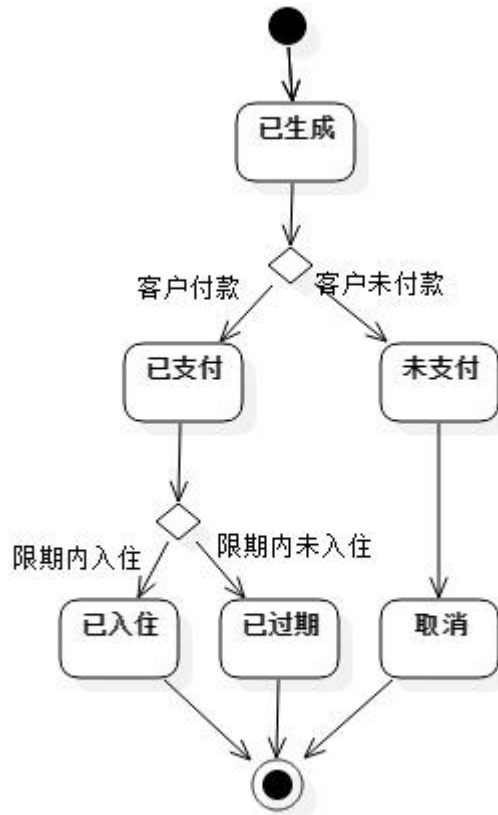 已生成
客户付款
客户未付款
已支付
未支付
限期内入住
限期内未入住
已入住
已过期
取消